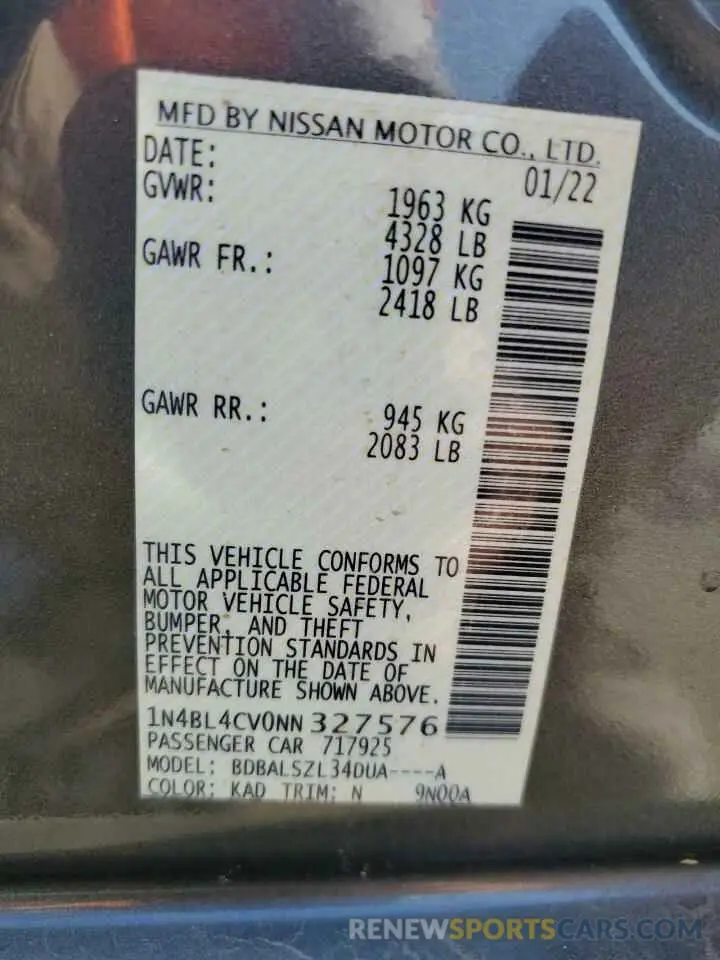 MFD BY NISSAN MOTOR CO., LTD.
DATE: 01/22
GVWR: 1963 KG
4328 LB
GAWR FR.: 1097 KG
2418 LB
GAWR RR.: 945 KG
2083 LB
THIS VEHICLE CONFORMS TO
ALL APPLICABLE FEDERAL
MOTOR VEHICLE SAFETY,
BUMPER, AND THEFT
PREVENTION STANDARDS IN
EFFECT ON THE DATE OF
MANUFACTURE SHOWN ABOVE.
1N4BL4CV0NN327576
PASSENGER CAR 717925
MODEL: BDBALSZL34DUA----A
COLOR: KAD TRIM: N 9NQQA
RENEWSPORTSCARS.COM